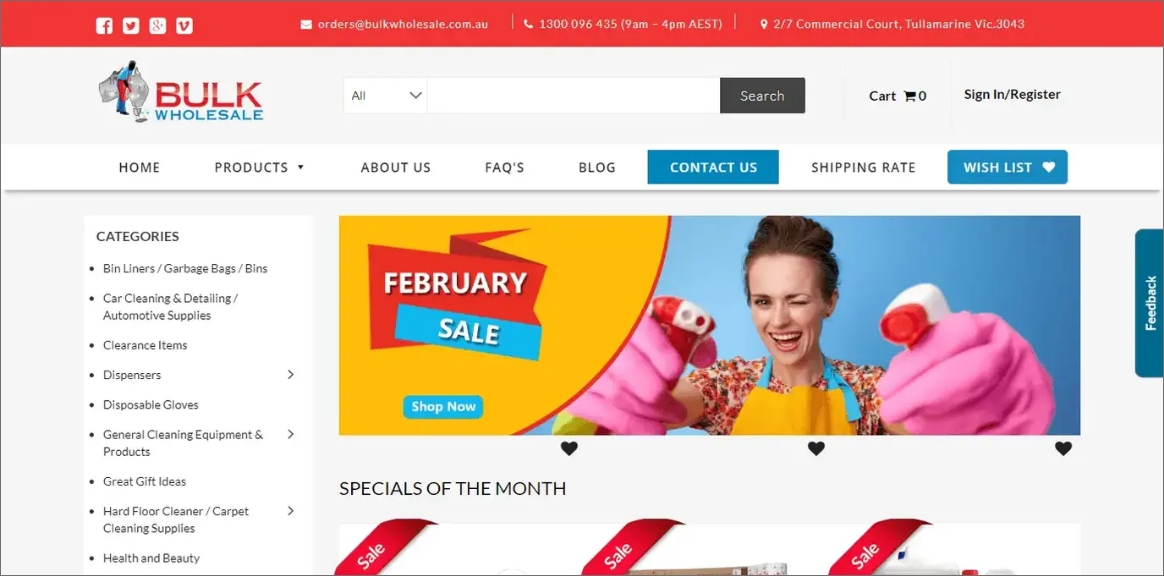 orders@bulkwholesale.com.au
1300 096 435 (9am – 4pm AEST)
2/7 Commercial Court, Tullamarine Vic.3043
BULK
WHOLESALE
All
Search
Cart 0
Sign In/Register
HOME
PRODUCTS
ABOUT US
FAQ'S
BLOG
CONTACT US
SHIPPING RATE
WISH LIST
CATEGORIES
Bin Liners / Garbage Bags / Bins
Car Cleaning & Detailing /
Automotive Supplies
Clearance Items
Dispensers
Disposable Gloves
General Cleaning Equipment &
Products
Great Gift Ideas
Hard Floor Cleaner / Carpet
Cleaning Supplies
Health and Beauty
FEBRUARY
SALE
Shop Now
Feedback
SPECIALS OF THE MONTH
Sale
Sale
Sale